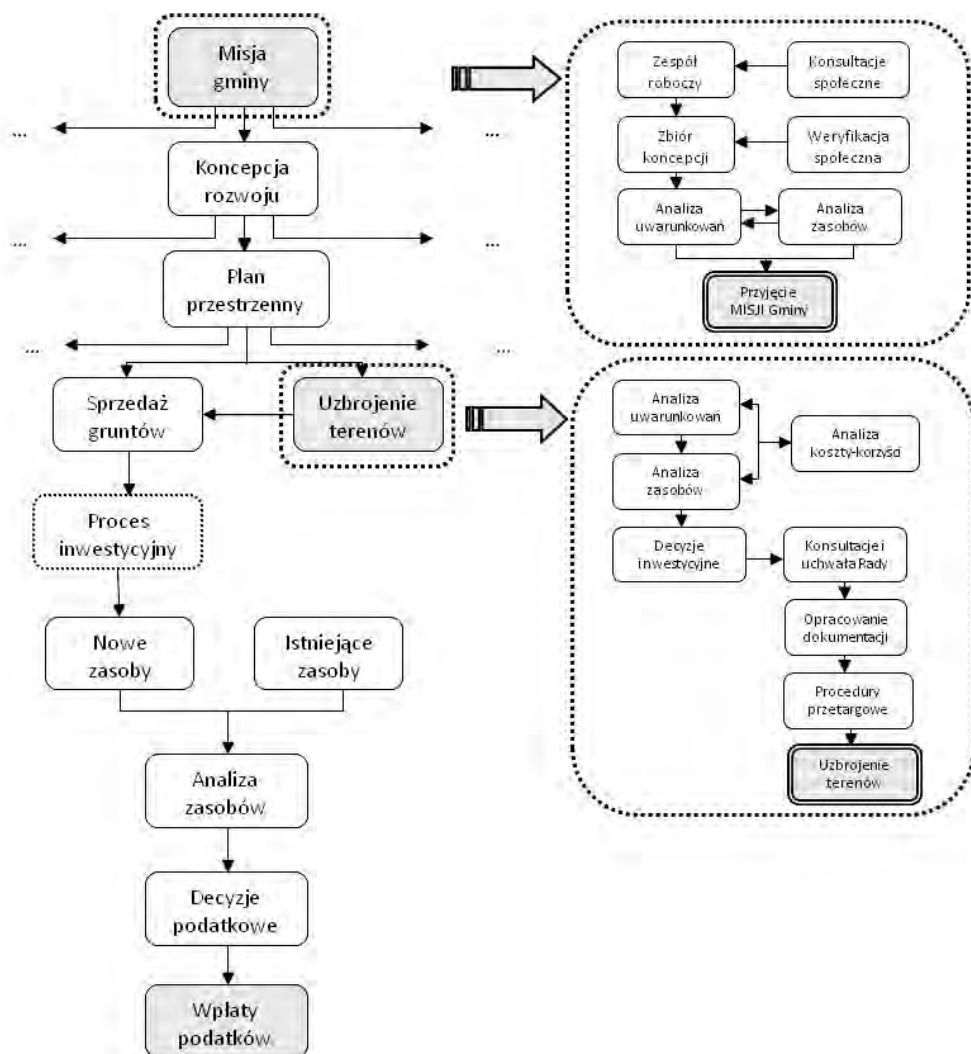 Misja
gminy
...
...
Koncepcja
rozwoju
...
...
Plan
przestrzenny
...
...
Sprzedaż
gruntów
Uzbrojenie
terenów
Proces
inwestycyjny
Nowe
zasoby
Istniejące
zasoby
Analiza
zasobów
Decyzje
podatkowe
Wpłaty
podatków
Zespół
roboczy
Konsultacje
społeczne
Zbiór
koncepcji
Weryfikacja
społeczna
Analiza
uwarunkowań
Analiza
zasobów
Przyjęcie
MISJI Gminy
Analiza
uwarunkowań
Analiza
koszty-korzyści
Analiza
zasobów
Decyzje
inwestycyjne
Konsultacje i
uchwała Rady
Opracowanie
dokumentacji
Procedury
przetargowe
Uzbrojenie
terenów